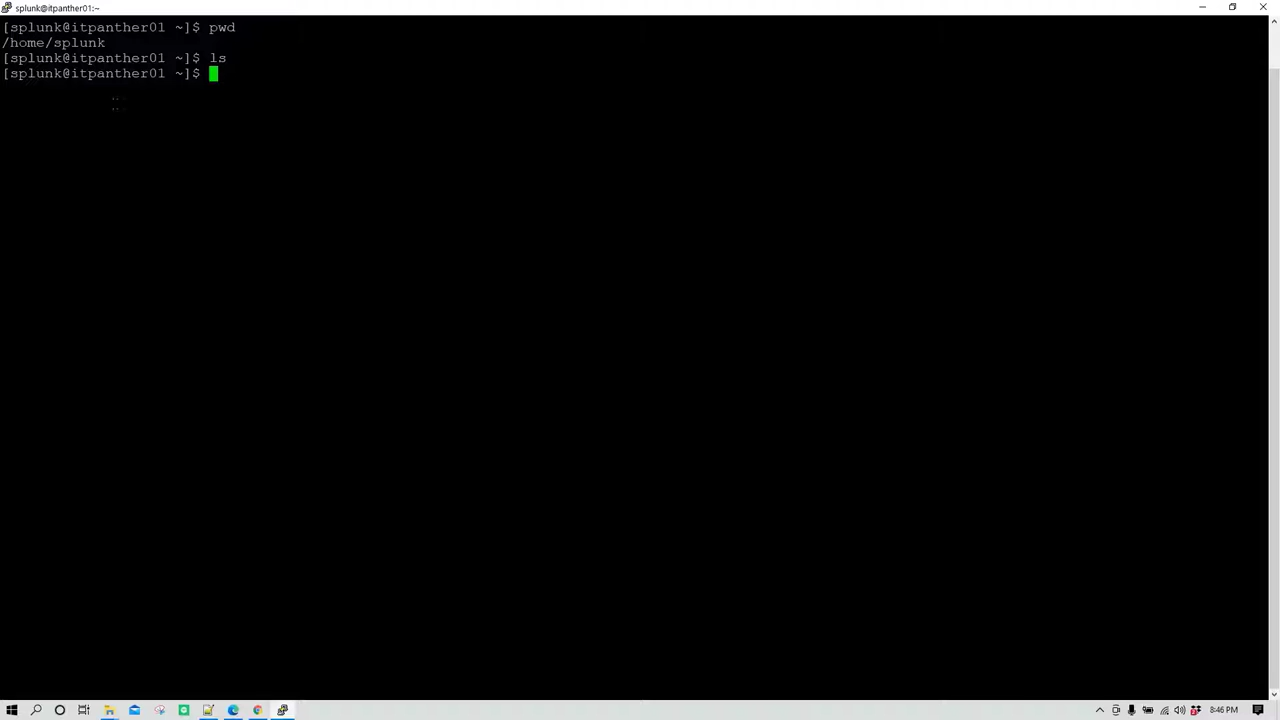 splunk@itpanther01:~
[splunk@itpanther01 ~]$ pwd
/home/splunk
[splunk@itpanther01 ~]$ ls
[splunk@itpanther01 ~]$
8:46 PM